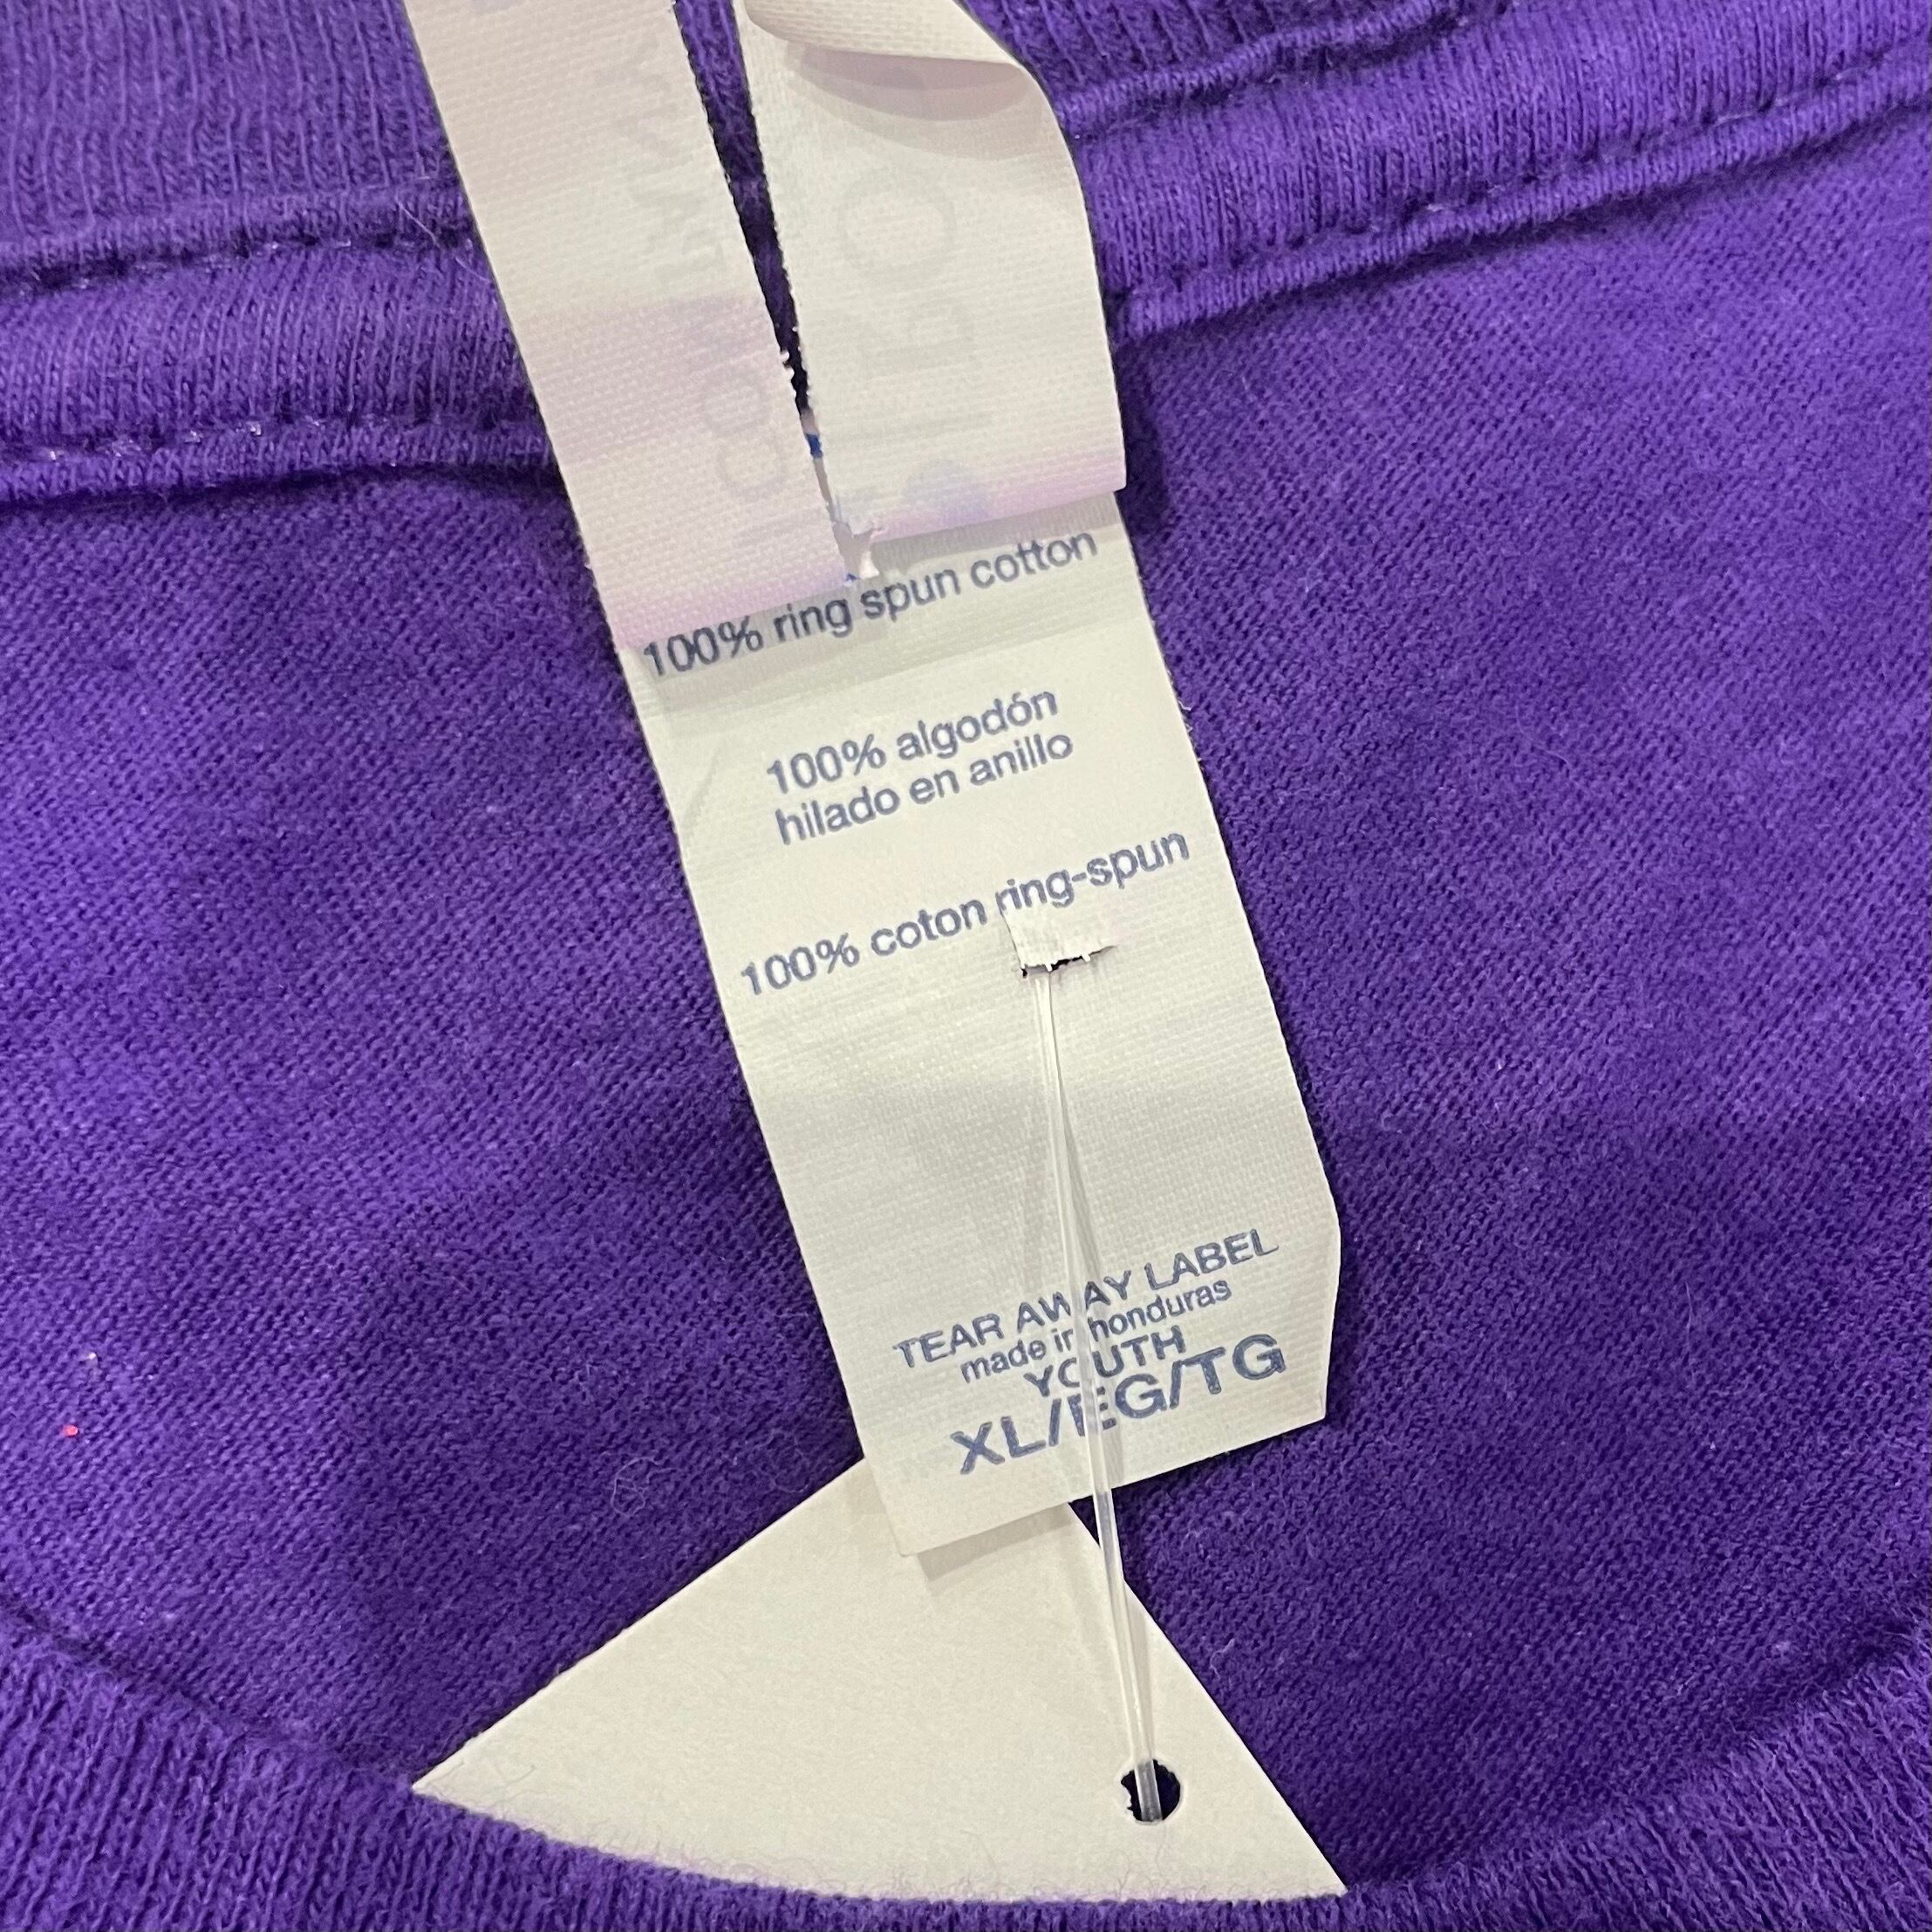 100% ring spun cotton
100% algodón
hilado en anillo
100% coton ring-spun
TEAR AWAY LABEL
made in honduras
YOUTH
XL/EG/TG